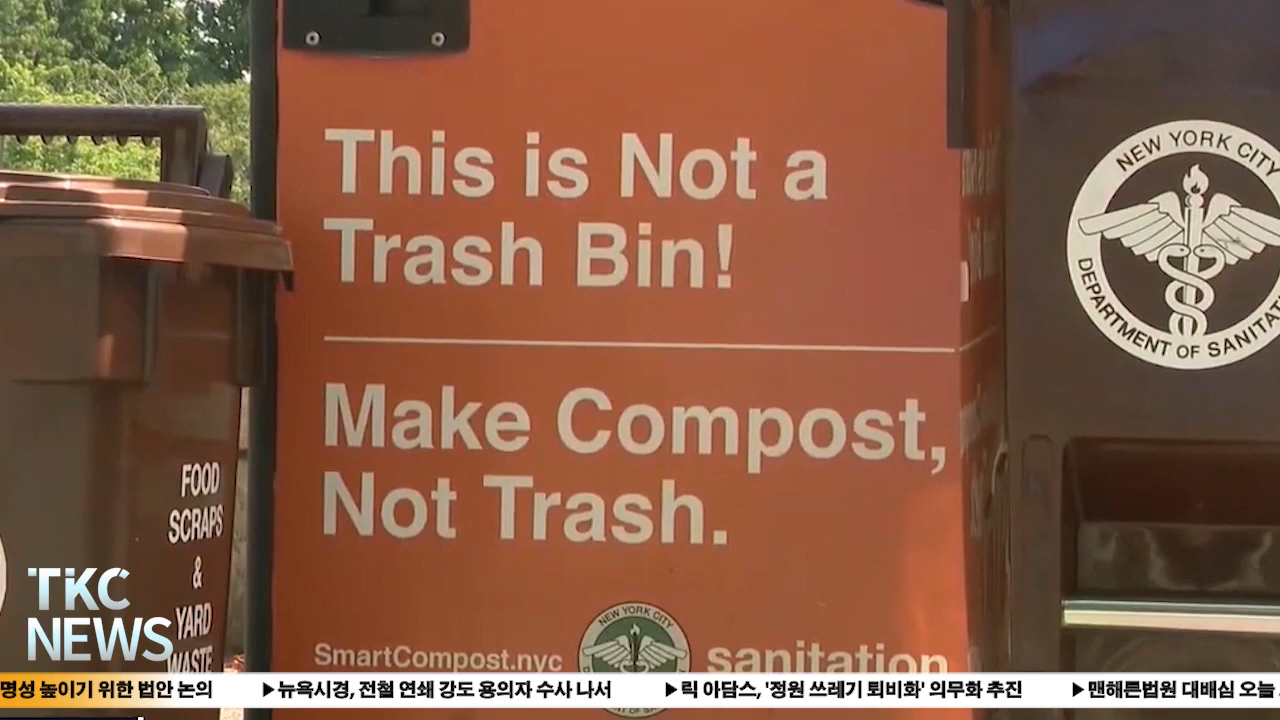 This is Not a
Trash Bin!
Make Compost,
Not Trash.
SmartCompost.nyc
NEW YORK CITY
sanitation
FOOD
SCRAPS
&
YARD
WASTE
NEW YORK CITY
DEPARTMENT OF SANITAT
TKC
NEWS
명성 높이기 위한 법안 논의 ▶뉴욕시경, 전철 연쇄 강도 용의자 수사 나서 ▶릭 아담스, '정원 쓰레기 퇴비화' 의무화 추진 ▶맨해튼법원 대배심 오늘